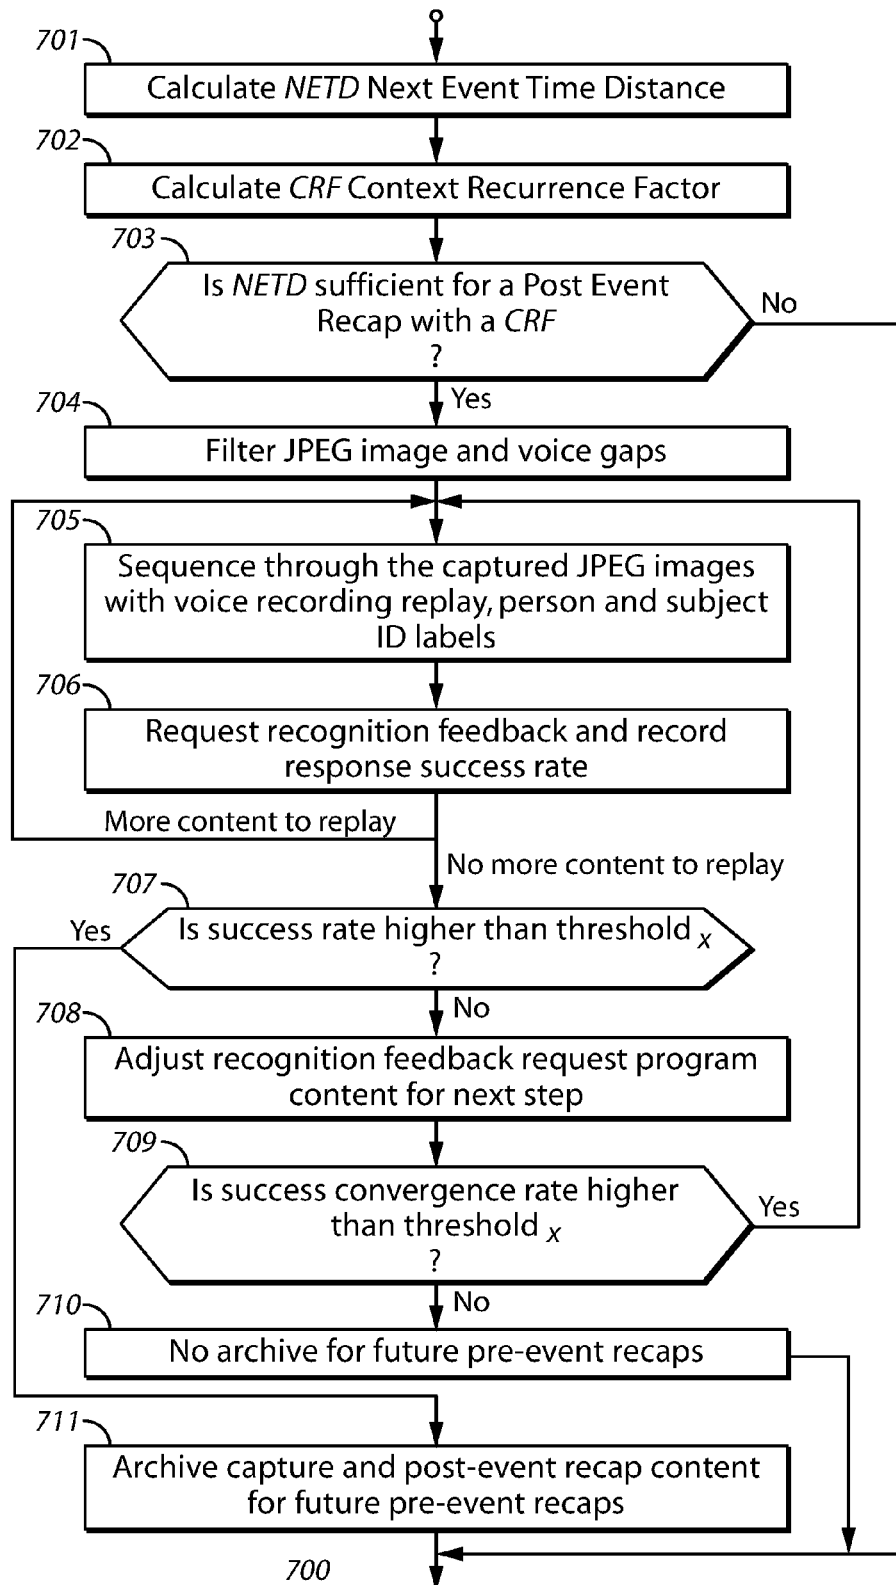 701
Calculate NETD Next Event Time Distance
702
Calculate CRF Context Recurrence Factor
703
Is NETD sufficient for a Post Event
Recap with a CRF
?
No
Yes
704
Filter JPEG image and voice gaps
705
Sequence through the captured JPEG images
with voice recording replay, person and subject
ID labels
706
Request recognition feedback and record
response success rate
More content to replay
No more content to replay
707
Yes
Is success rate higher than threshold x
?
No
708
Adjust recognition feedback request program
content for next step
709
Is success convergence rate higher
than threshold x
?
Yes
No
710
No archive for future pre-event recaps
711
Archive capture and post-event recap content
for future pre-event recaps
700